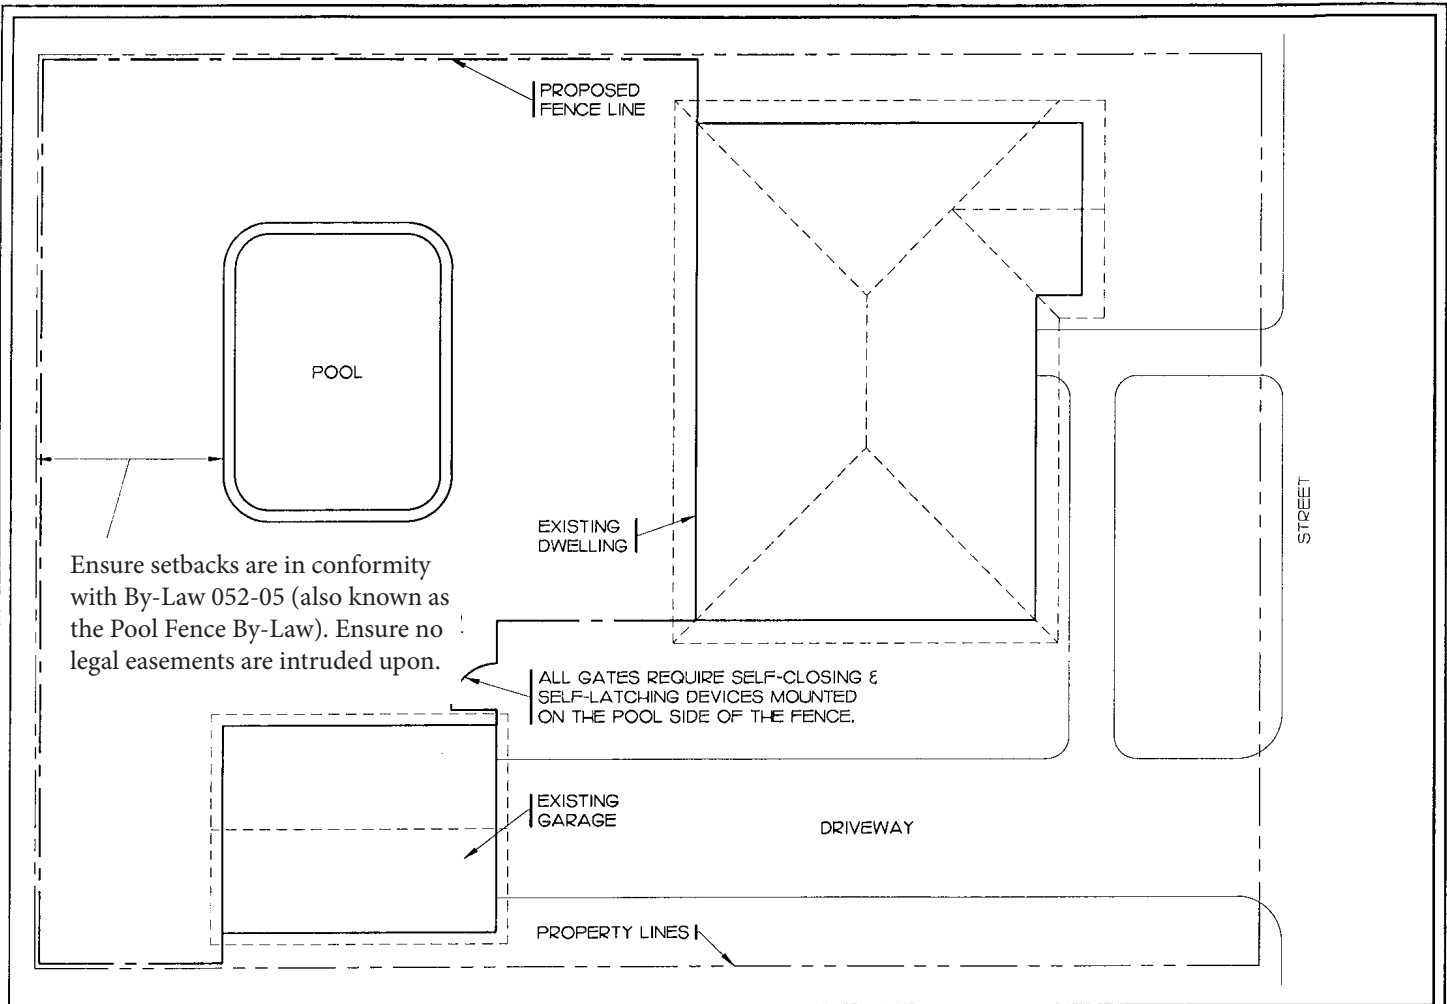 PROPOSED
FENCE LINE
POOL
STREET
EXISTING
DWELLING
Ensure setbacks are in conformity
with By-Law 052-05 (also known as
the Pool Fence By-Law). Ensure no
legal easements are intruded upon.
ALL GATES REQUIRE SELF-CLOSING &
SELF-LATCHING DEVICES MOUNTED
ON THE POOL SIDE OF THE FENCE.
EXISTING
GARAGE
DRIVEWAY
PROPERTY LINES